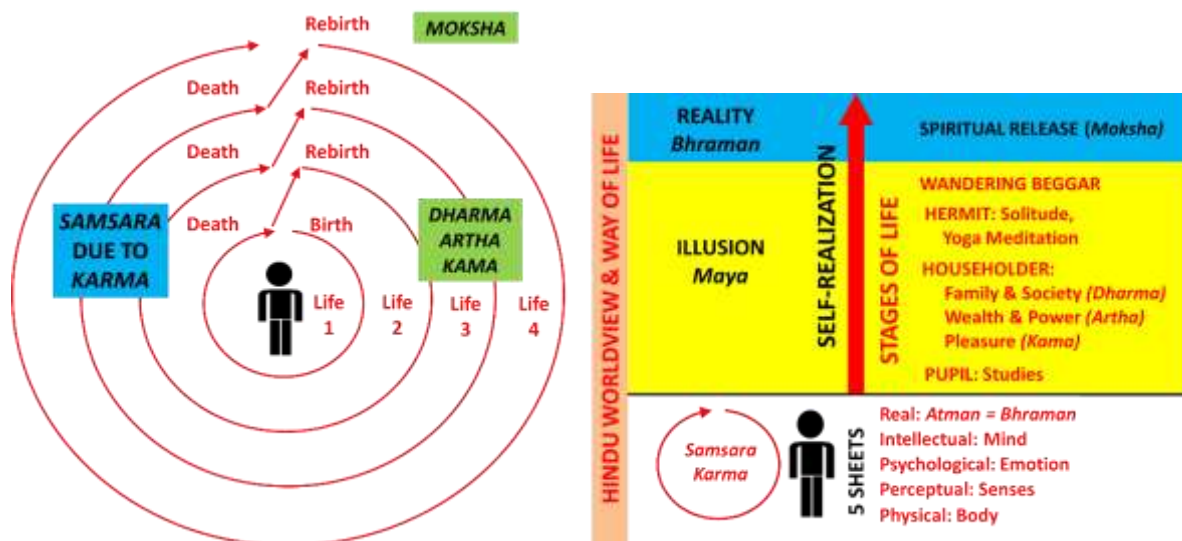 Rebirth
MOKSHA
Death
Rebirth
Death
Rebirth
SAMSARA
DUE TO
KARMA
Death
Birth
DHARMA
ARTHA
KAMA
Life
1
Life
2
Life
3
Life
4
HINDU WORLDVIEW & WAY OF LIFE
REALITY
Bhraman
SPIRITUAL RELEASE (Moksha)
ILLUSION
Maya
SELF-REALIZATION
STAGES OF LIFE
WANDERING BEGGAR
HERMIT: Solitude,
Yoga Meditation
HOUSEHOLDER:
Family & Society (Dharma)
Wealth & Power (Artha)
Pleasure (Kama)
PUPIL: Studies
Samsara
Karma
5 SHEETS
Real: Atman = Bhraman
Intellectual: Mind
Psychological: Emotion
Perceptual: Senses
Physical: Body